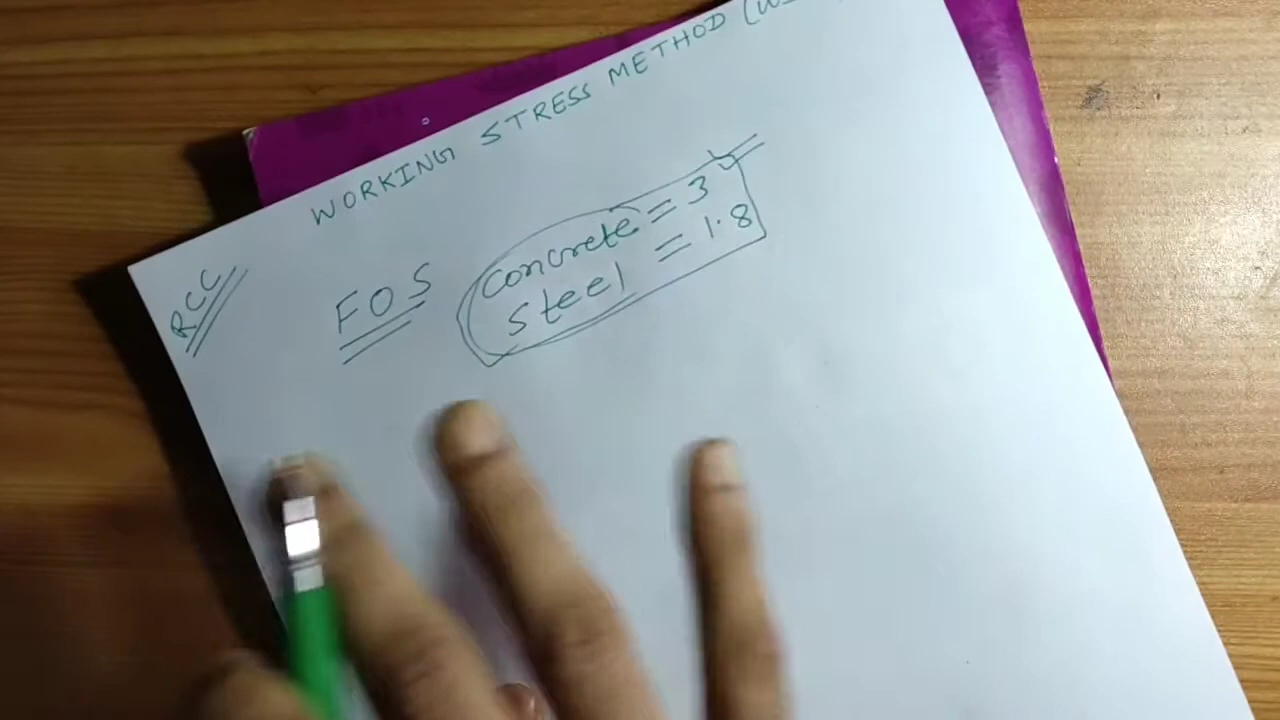 WORKING STRESS METHOD (W
RCC
FOS
concrete = 3
steel = 1.8